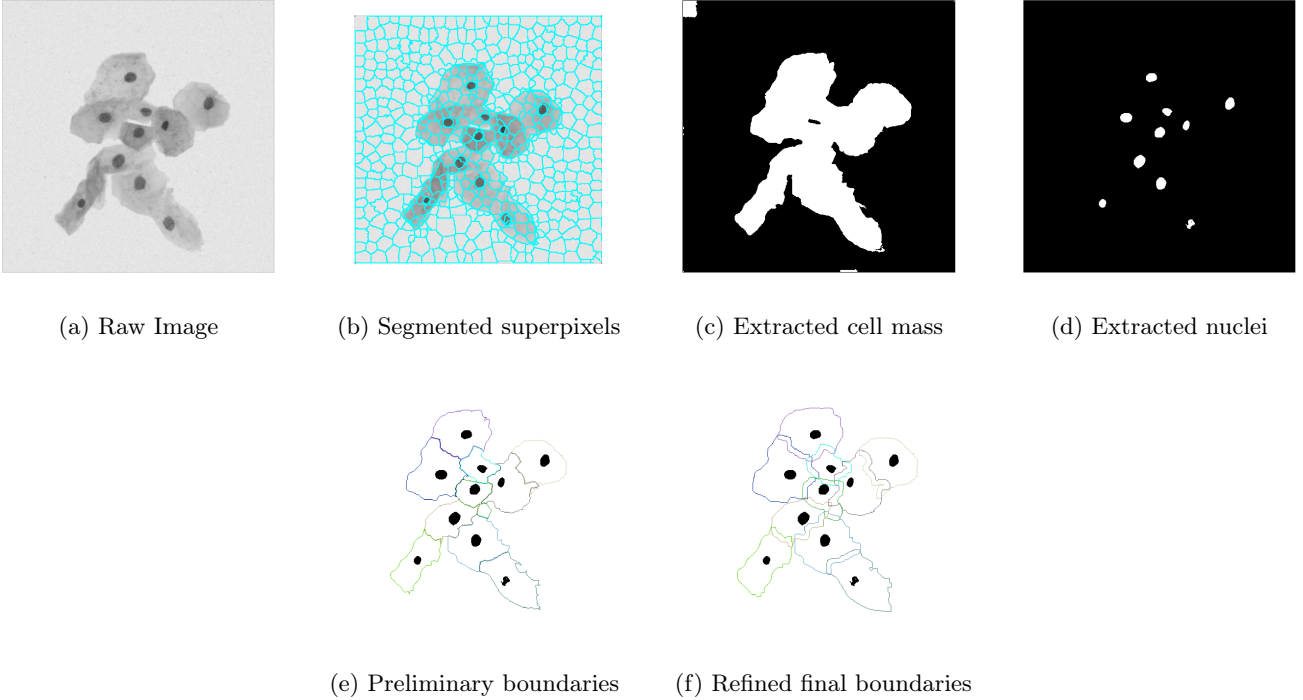 (a) Raw Image
(b) Segmented superpixels
(c) Extracted cell mass
(d) Extracted nuclei
(e) Preliminary boundaries
(f) Refined final boundaries